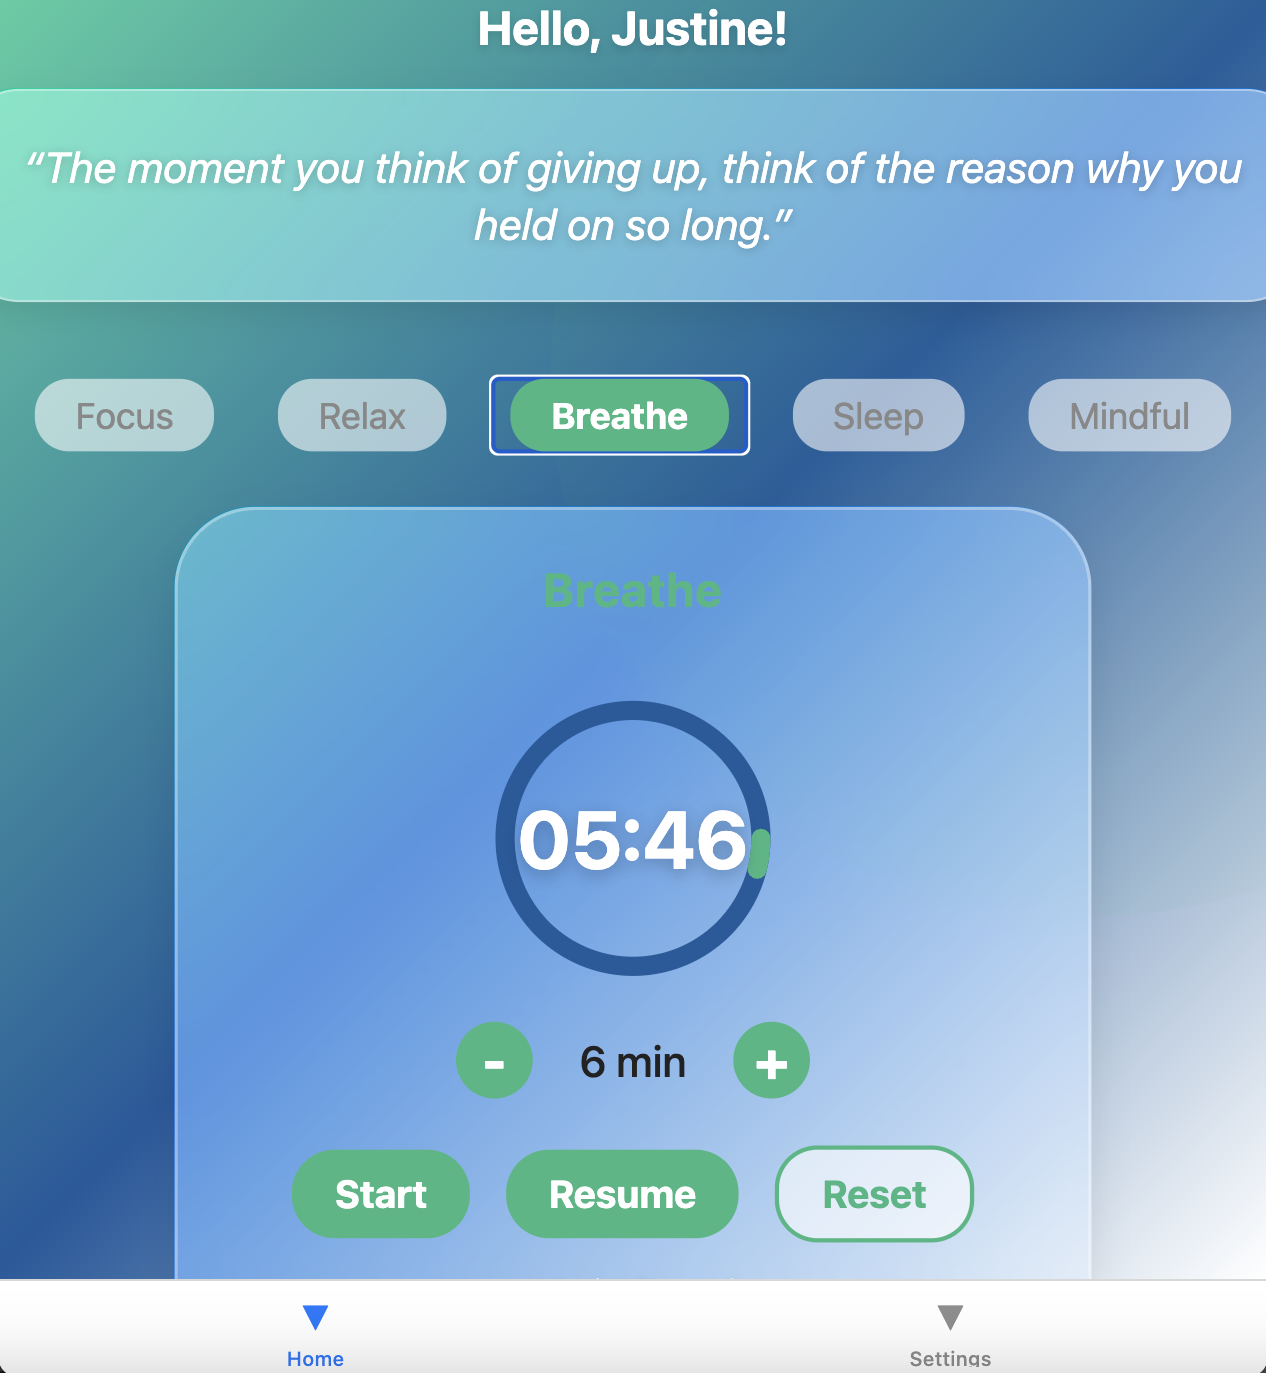 Hello, Justine!
“The moment you think of giving up, think of the reason why you
held on so long.”
Focus Relax Breathe Sleep Mindful
Breathe
05:46
- 6 min +
Start Resume Reset
Home Settings